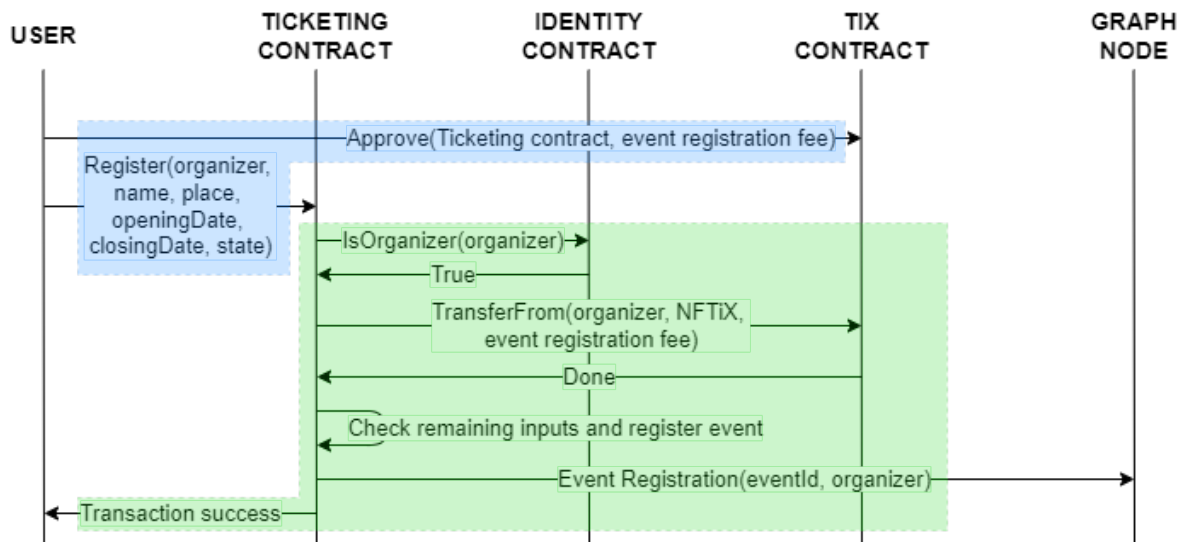 USER
TICKETING
CONTRACT
IDENTITY
CONTRACT
TIX
CONTRACT
GRAPH
NODE
Approve(Ticketing contract, event registration fee)
Register(organizer,
name, place,
openingDate,
closingDate, state)
IsOrganizer(organizer)
True
TransferFrom(organizer, NFTiX,
event registration fee)
Done
Check remaining inputs and register event
Event Registration(eventId, organizer)
Transaction success